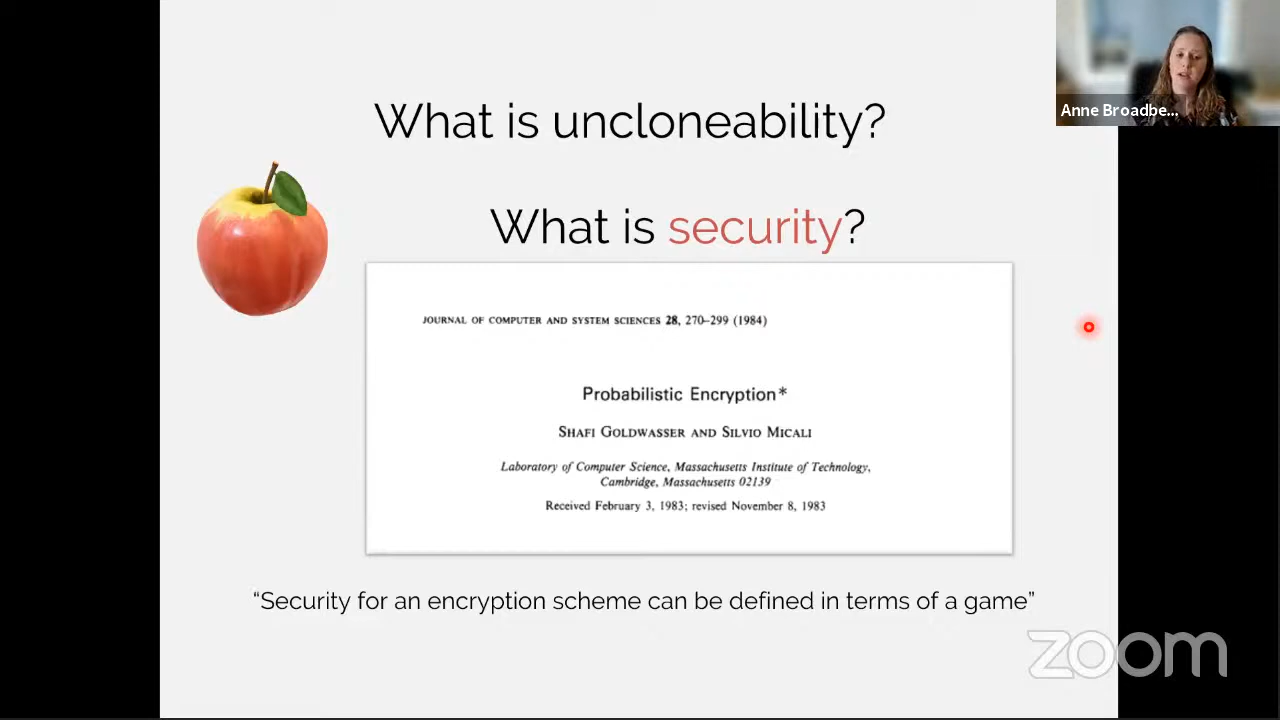 What is uncloneability?
Anne Broadbe...
What is security?
JOURNAL OF COMPUTER AND SYSTEM SCIENCES 28, 270–299 (1984)
Probabilistic Encryption*
SHAFI GOLDWASSER AND SILVIO MICALI
Laboratory of Computer Science, Massachusetts Institute of Technology,
Cambridge, Massachusetts 02139
Received February 3, 1983; revised November 8, 1983
“Security for an encryption scheme can be defined in terms of a game”
zoom